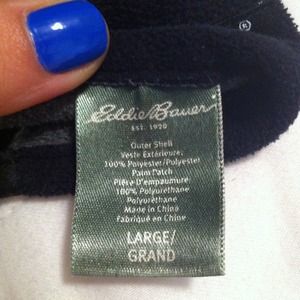 Eddie Bauer
EST. 1920
Outer Shell
Veste Extérieure:
100% Polyester/Polyester
Palm Patch
Pièce D'empaumure
100% Polyurethane
Polyuréthane
Made in China
Fabriqué en Chine
LARGE/
GRAND